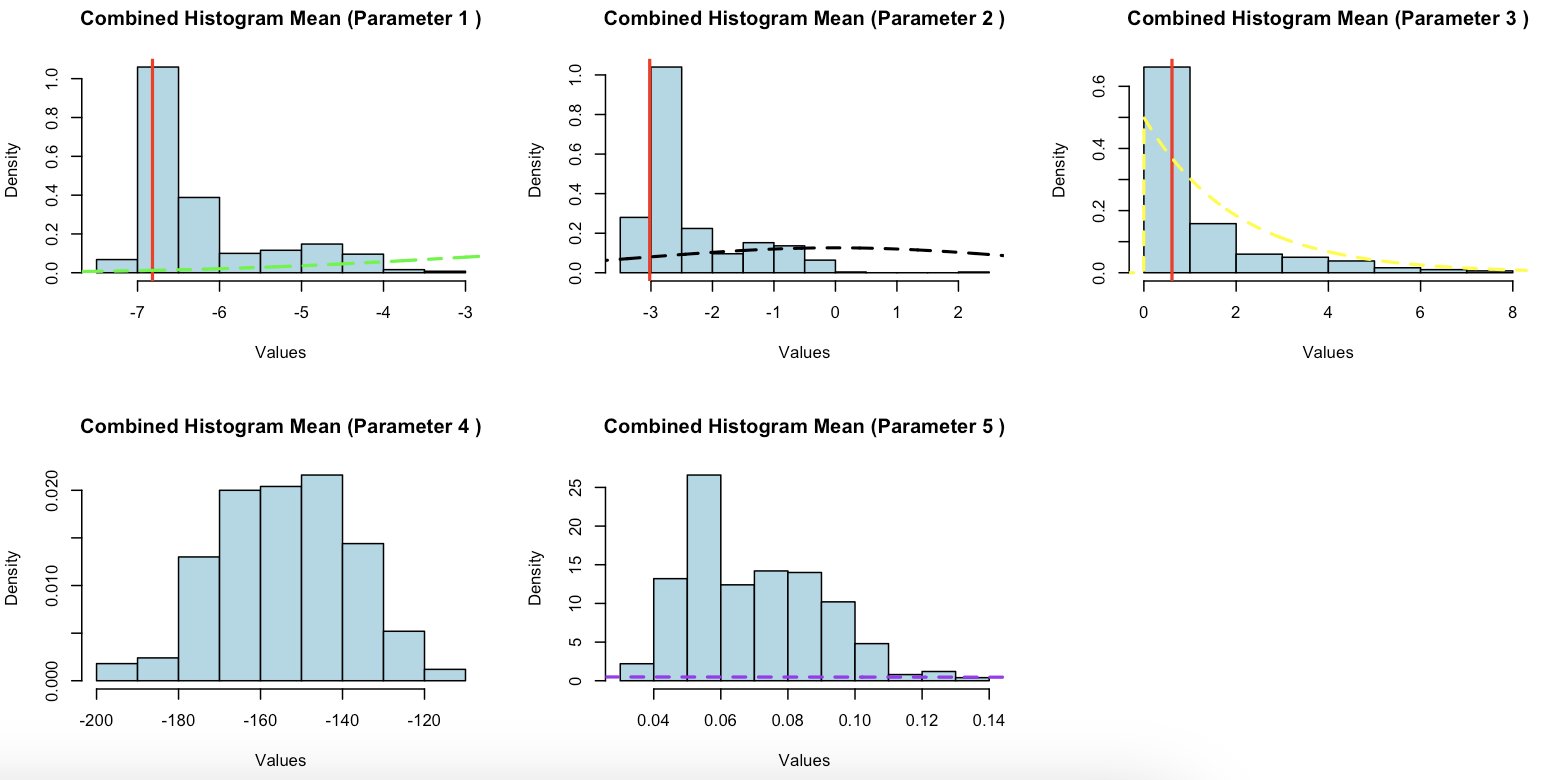 Combined Histogram Mean (Parameter 1 )
Density
0.0 0.2 0.4 0.6 0.8 1.0
-7 -6 -5 -4 -3
Values
Combined Histogram Mean (Parameter 2 )
Density
0.0 0.2 0.4 0.6 0.8 1.0
-3 -2 -1 0 1 2
Values
Combined Histogram Mean (Parameter 3 )
Density
0.0 0.2 0.4 0.6
0 2 4 6 8
Values
Combined Histogram Mean (Parameter 4 )
Density
0.000 0.010 0.020
-200 -180 -160 -140 -120
Values
Combined Histogram Mean (Parameter 5 )
Density
0 5 10 15 20 25
0.04 0.06 0.08 0.10 0.12 0.14
Values